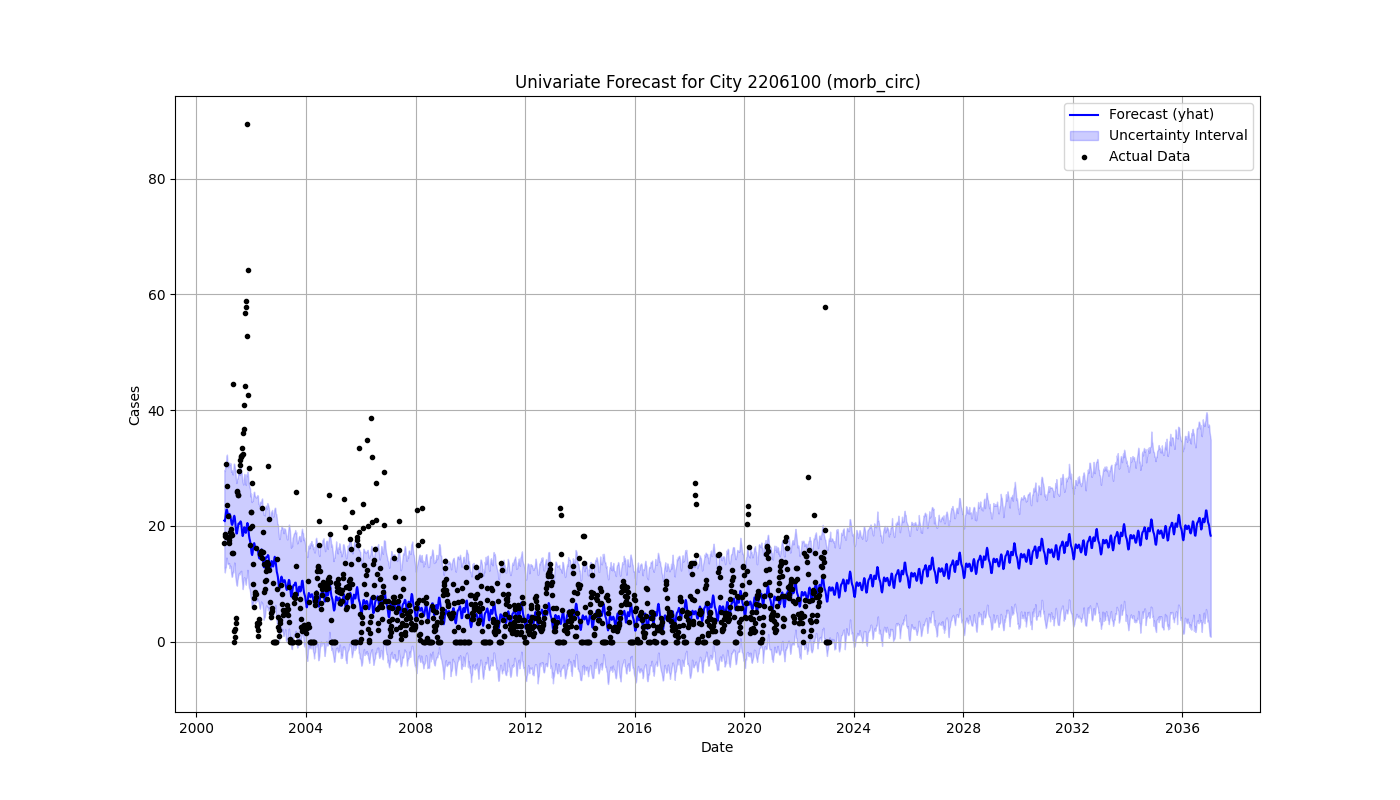 Univariate Forecast for City 2206100 (morb_circ)
Forecast (yhat)
Uncertainty Interval
Actual Data
Cases
80
60
40
20
0
2000 2004 2008 2012 2016 2020 2024 2028 2032 2036
Date